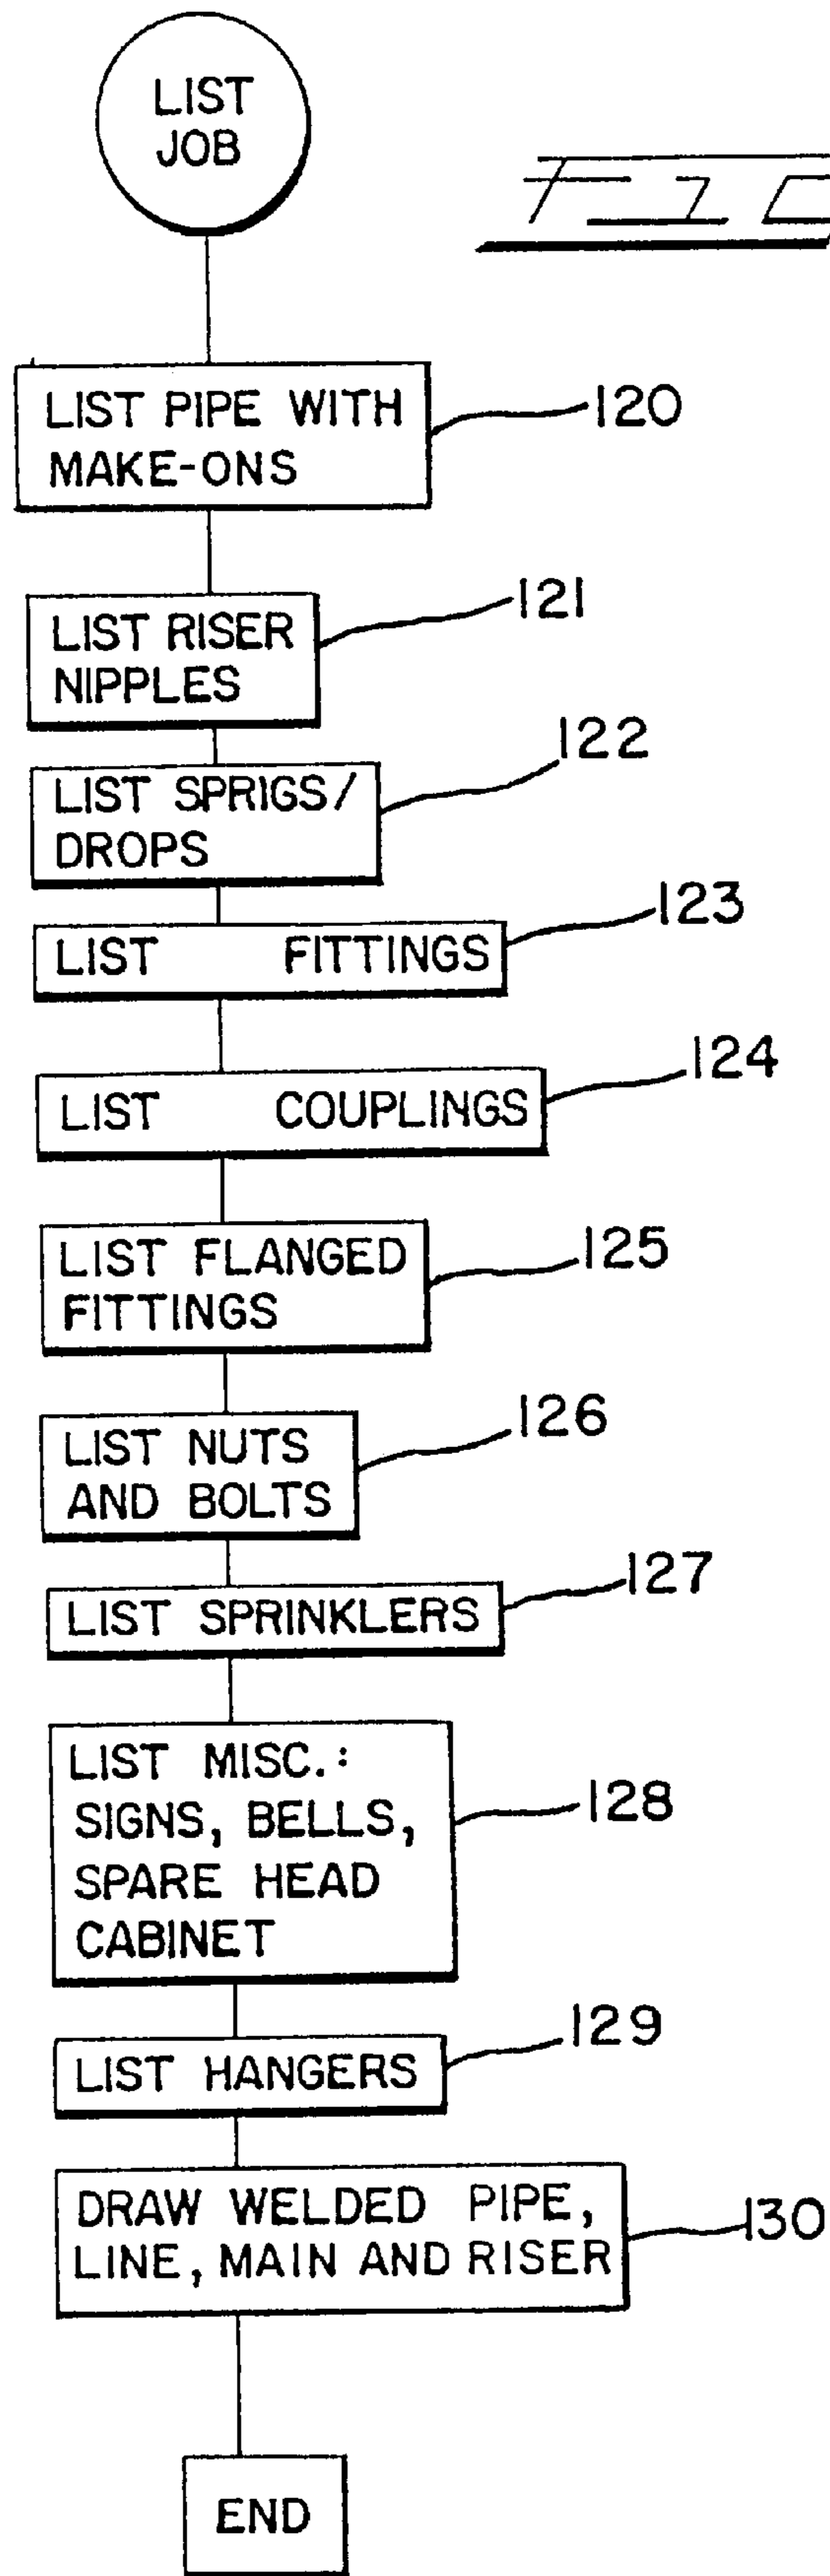 LIST
JOB
LIST PIPE WITH
MAKE-ONS
120
LIST RISER
NIPPLES
121
LIST SPRIGS/
DROPS
122
LIST FITTINGS
123
LIST COUPLINGS
124
LIST FLANGED
FITTINGS
125
LIST NUTS
AND BOLTS
126
LIST SPRINKLERS
127
LIST MISC.:
SIGNS, BELLS,
SPARE HEAD
CABINET
128
LIST HANGERS
129
DRAW WELDED PIPE,
LINE, MAIN AND RISER
130
END